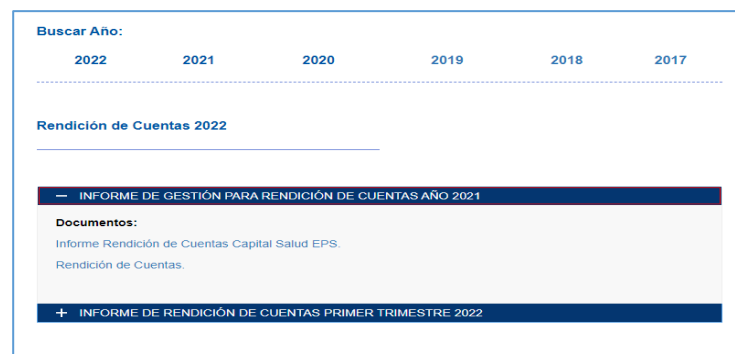 Buscar Año:
2022 2021 2020 2019 2018 2017
Rendición de Cuentas 2022
— INFORME DE GESTIÓN PARA RENDICIÓN DE CUENTAS AÑO 2021
Documentos:
Informe Rendición de Cuentas Capital Salud EPS.
Rendición de Cuentas.
+ INFORME DE RENDICIÓN DE CUENTAS PRIMER TRIMESTRE 2022